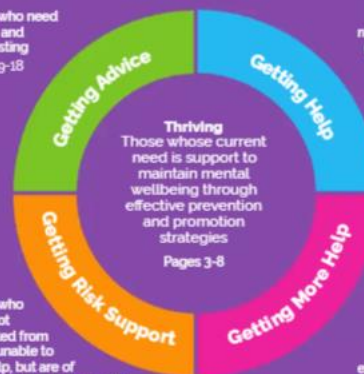 who need
and
sting
9-18
Getting Advice
Getting Help
Thriving
Those whose current
need is support to
maintain mental
wellbeing through
effective prevention
and promotion
strategies
Pages 3-8
Getting Risk Support
Getting More Help
who
ed from
unable to
lp, but are of